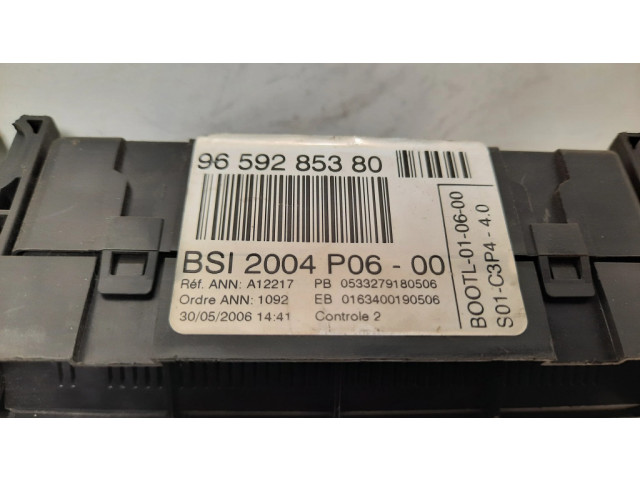 96 592 853 80
BSI 2004 P06 - 00
Réf. ANN: A12217 PB 0533279180506
Ordre ANN: 1092 EB 0163400190506
30/05/2006 14:41 Controle 2
BOOTL-01-06-00
S01-C3P4 - 4.0